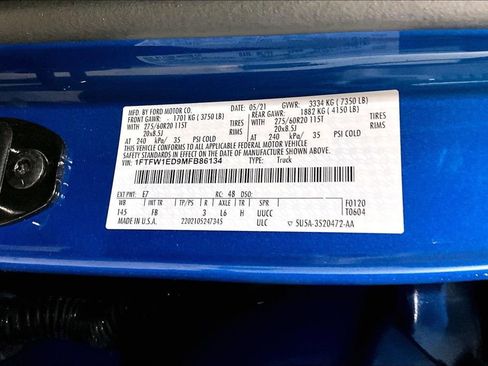 MFD. BY FORD MOTOR CO.
DATE: 05/21 GVWR: 3334 KG ( 7350 LB)
FRONT GAWR: 1701 KG ( 3750 LB) REAR GAWR: 1882 KG ( 4150 LB)
WITH 275/60R20 115T TIRES WITH 275/60R20 115T TIRES
20x8.5J RIMS 20x8.5J RIMS
AT 240 kPa/ 35 PSI COLD AT 240 kPa/ 35 PSI COLD
THIS VEHICLE CONFORMS TO ALL APPLICABLE FEDERAL MOTOR VEHICLE
SAFETY STANDARDS IN EFFECT ON THE DATE OF MANUFACTURE SHOWN ABOVE.
VIN: 1FTFW1ED9MFB86134 TYPE: Truck
EXT PNT: E7 RC: 48 DSO: F0120
WB TP/PS R AXLE TR SPR T0604
145 FB 3 L6 H UUCC
MADE IN U.S.A. 2202105247345 ULC SU5A-3520472-AA